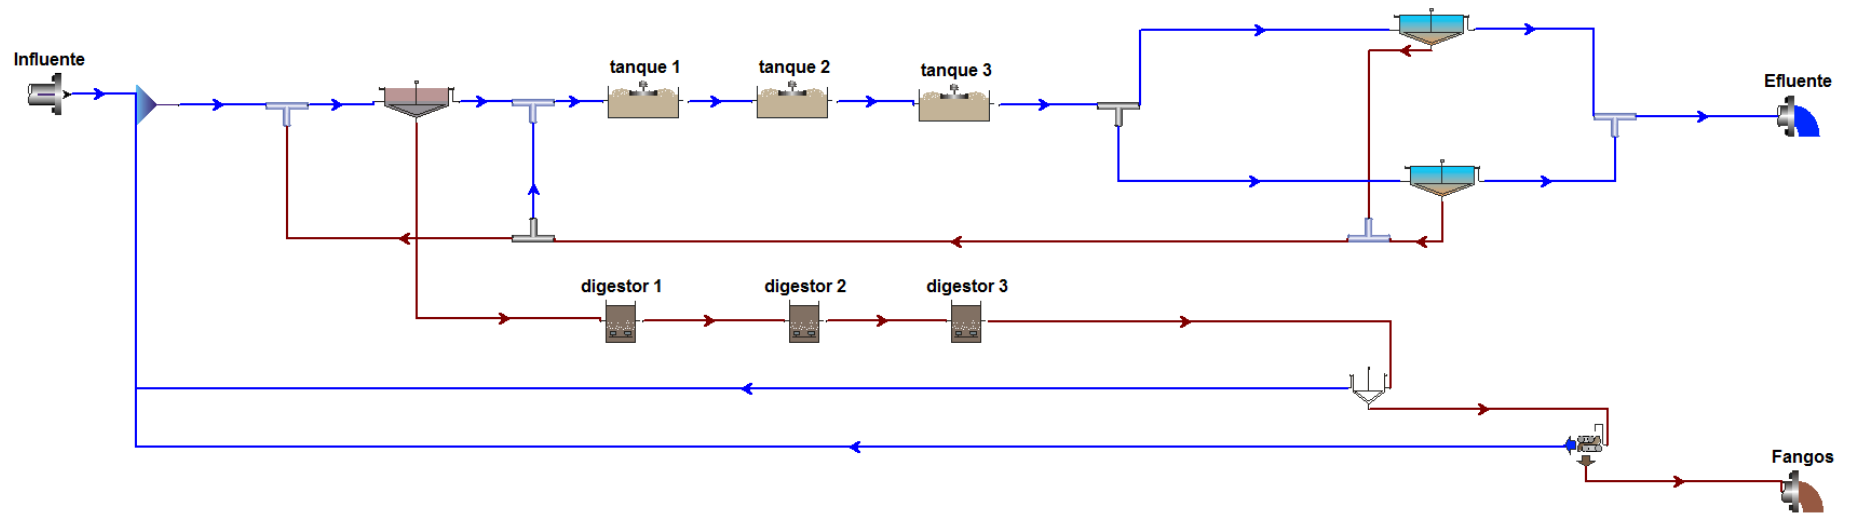 Influente
tanque 1
tanque 2
tanque 3
Efluente
digestor 1
digestor 2
digestor 3
Fangos